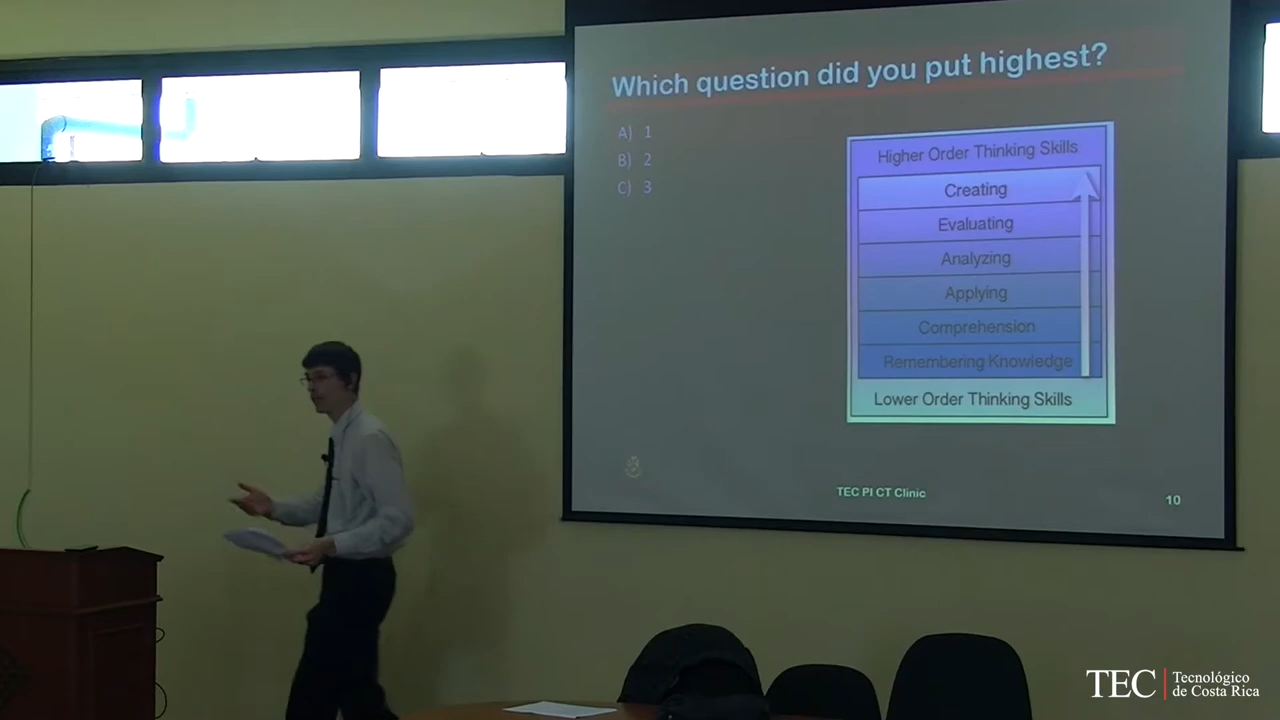 Which question did you put highest?
A) 1
B) 2
C) 3
Higher Order Thinking Skills
Creating
Evaluating
Analyzing
Applying
Comprehension
Remembering Knowledge
Lower Order Thinking Skills
TEC PI CT Clinic
10
TEC Tecnológico
de Costa Rica